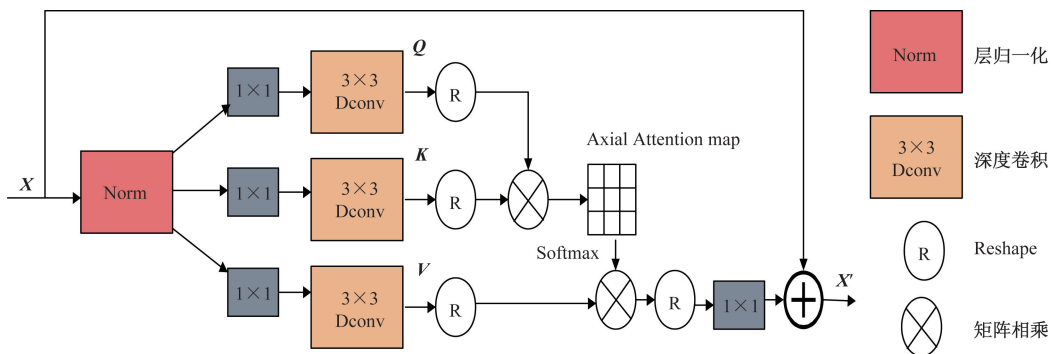 X
Norm
1×1
3×3
Dconv
Q
R
1×1
3×3
Dconv
K
R
1×1
3×3
Dconv
V
R
Axial Attention map
Softmax
R
1×1
X′
Norm
层归一化
3×3
Dconv
深度卷积
R
Reshape
矩阵相乘